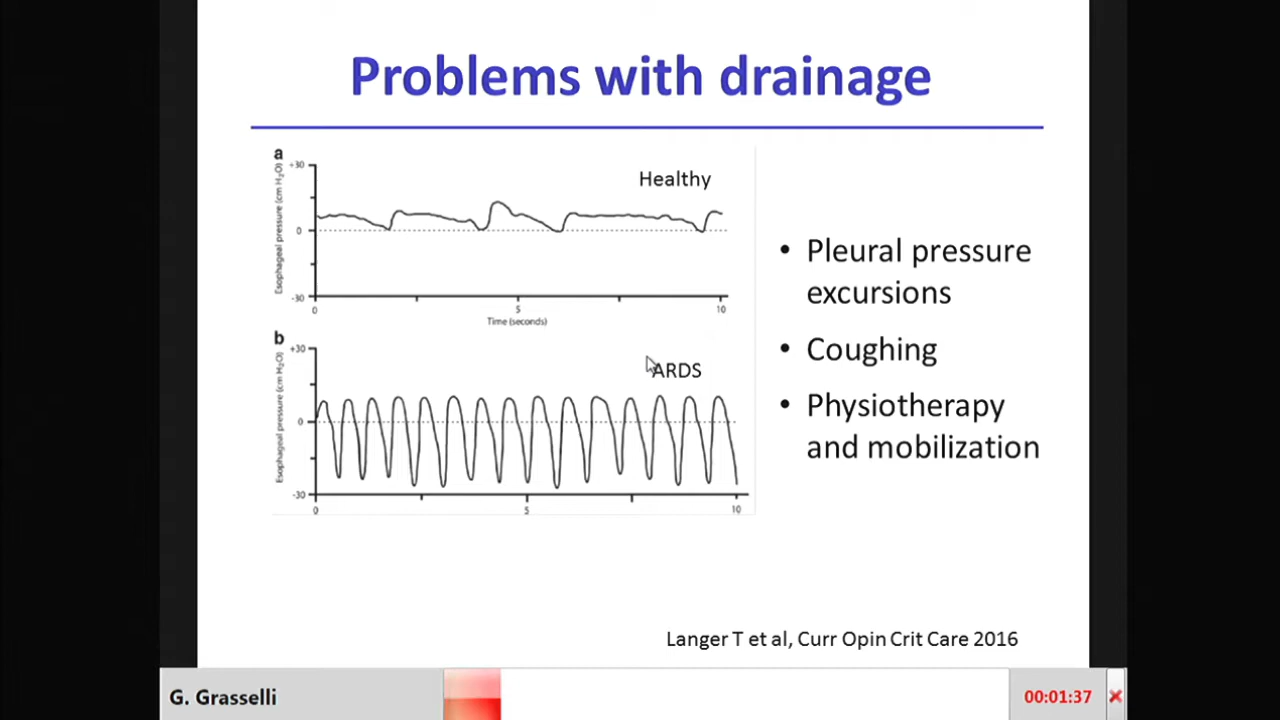 Problems with drainage
a
Esophageal pressure (cm H₂O)
+30
0
-30
Healthy
0
5
10
Time (seconds)
b
Esophageal pressure (cm H₂O)
+30
0
-30
ARDS
0
5
10
• Pleural pressure
excursions
• Coughing
• Physiotherapy
and mobilization
Langer T et al, Curr Opin Crit Care 2016
G. Grasselli
00:01:37